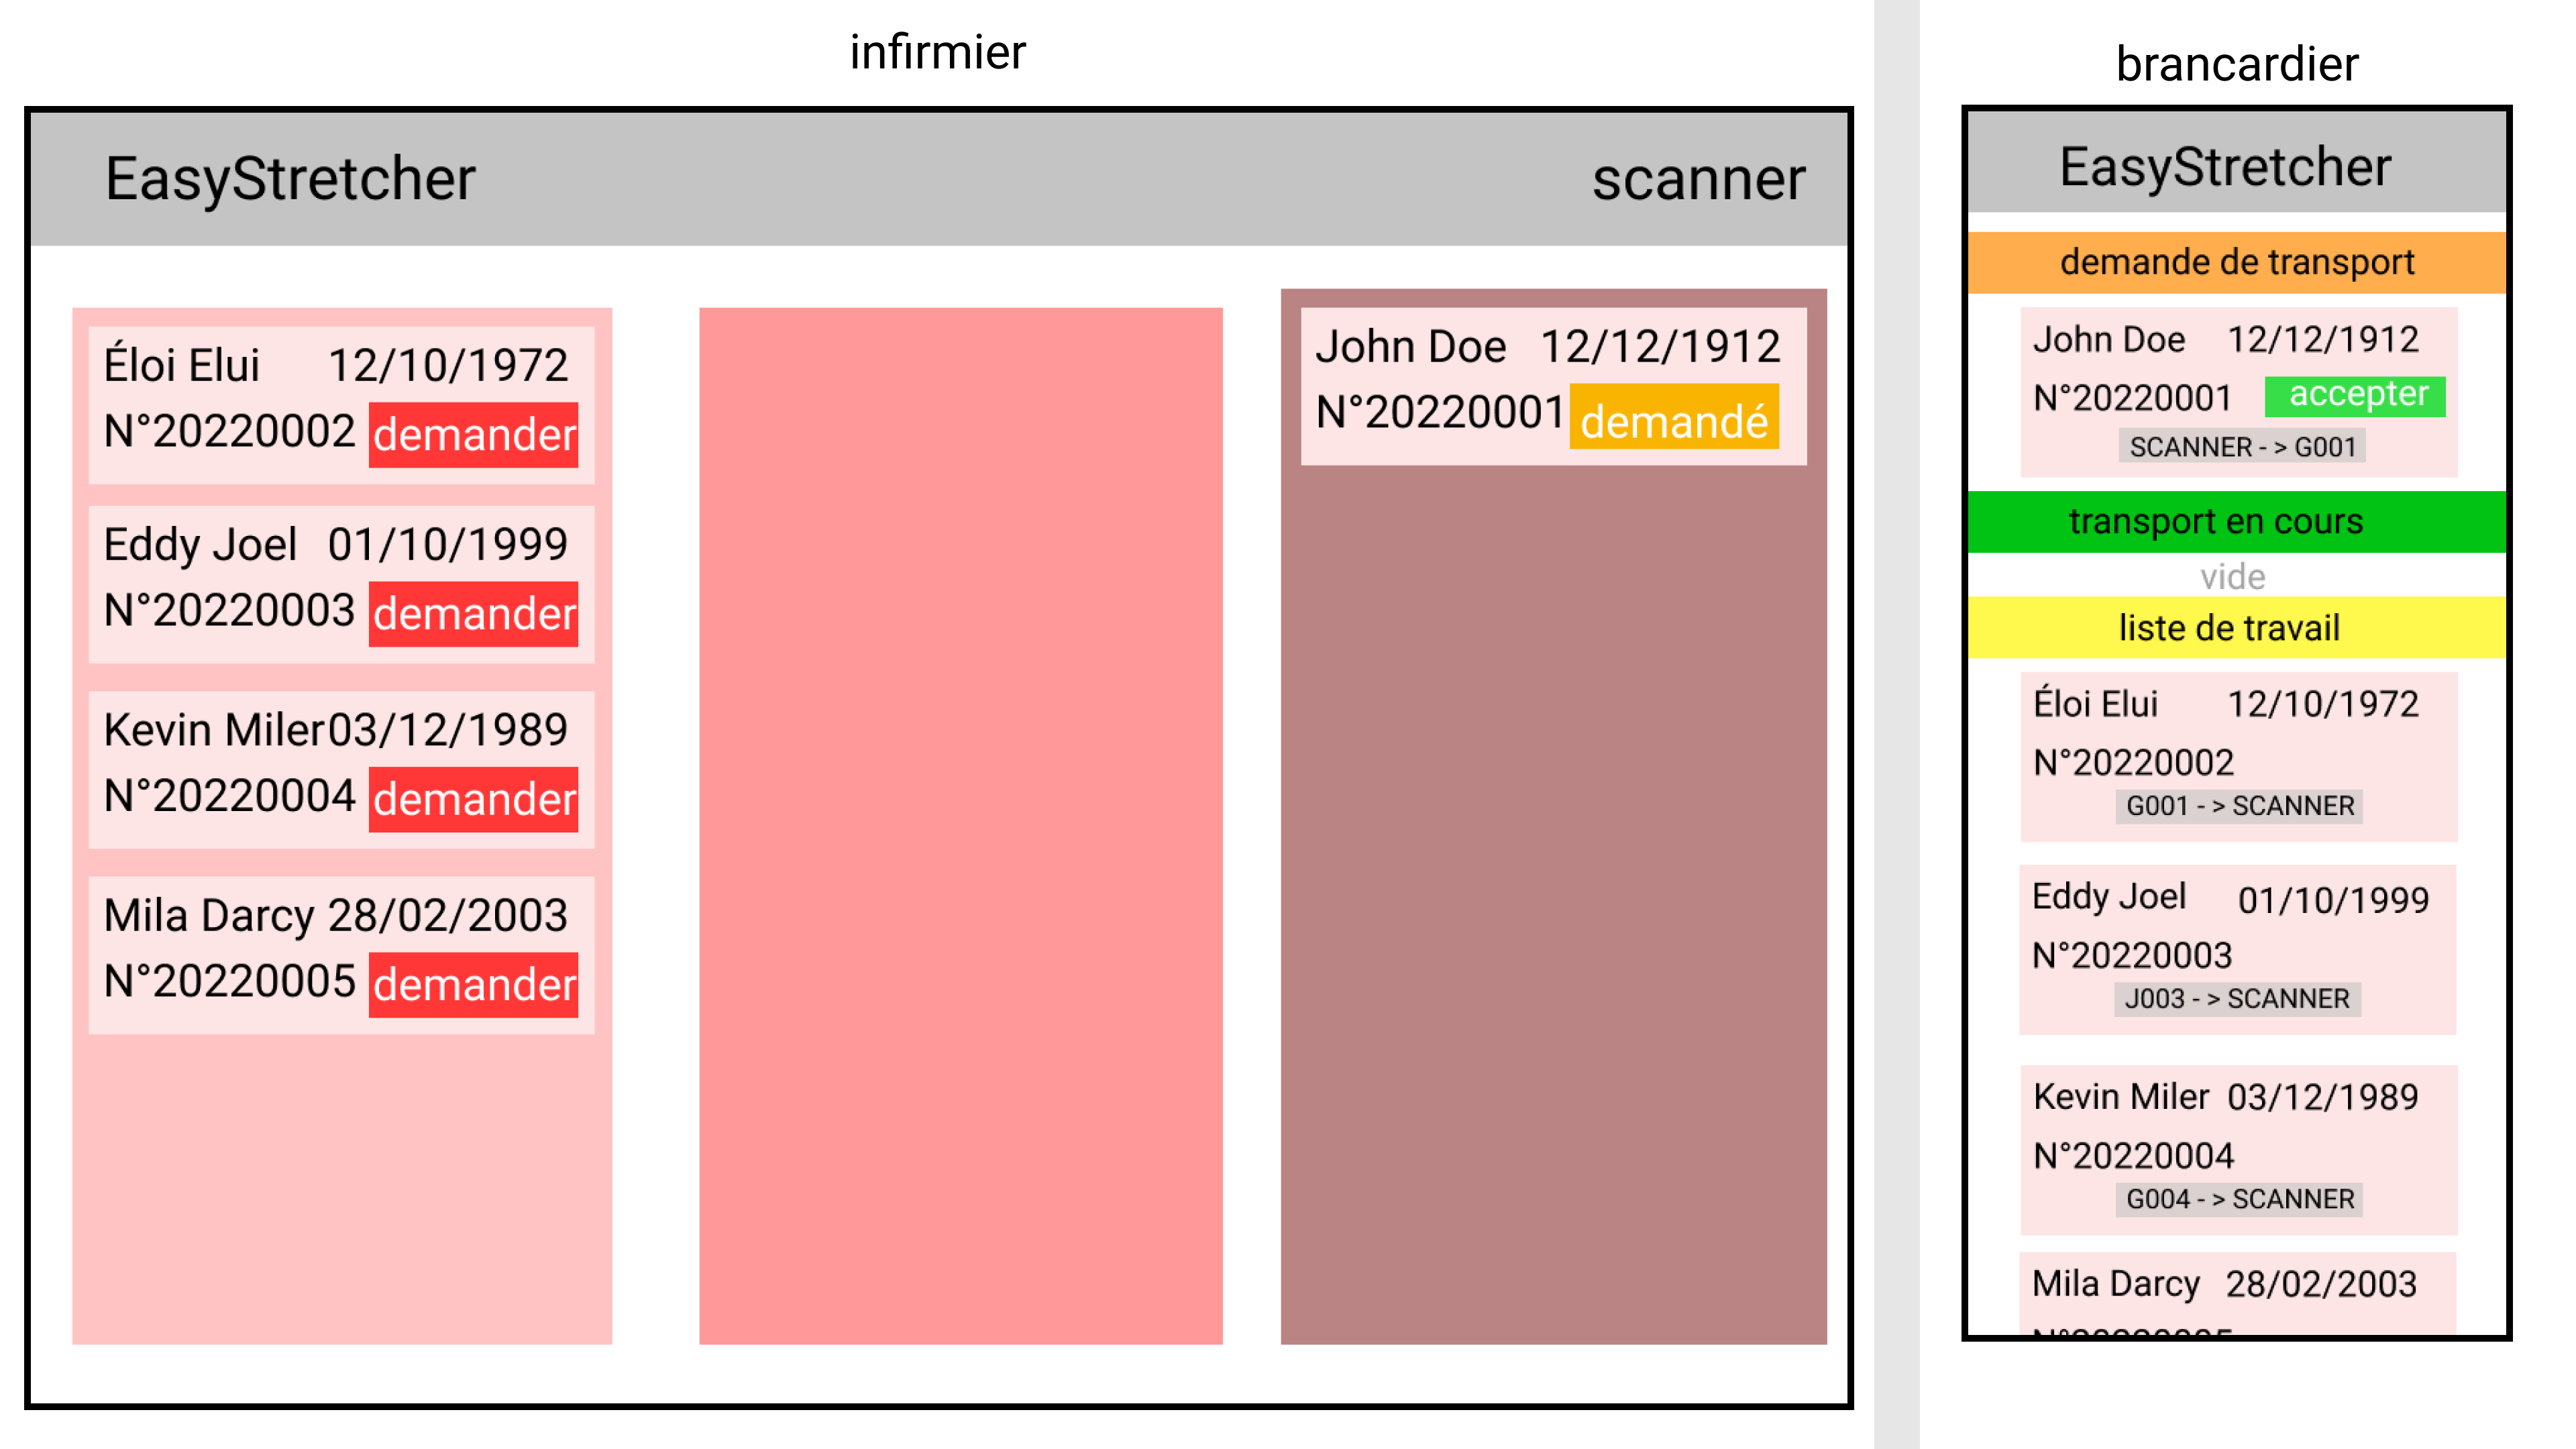 infirmier
EasyStretcher scanner
Éloi Elui 12/10/1972
N°20220002 demander
Eddy Joel 01/10/1999
N°20220003 demander
Kevin Miler 03/12/1989
N°20220004 demander
Mila Darcy 28/02/2003
N°20220005 demander
John Doe 12/12/1912
N°20220001 demandé
brancardier
EasyStretcher
demande de transport
John Doe 12/12/1912
N°20220001 accepter
SCANNER - > G001
transport en cours
vide
liste de travail
Éloi Elui 12/10/1972
N°20220002
G001 - > SCANNER
Eddy Joel 01/10/1999
N°20220003
J003 - > SCANNER
Kevin Miler 03/12/1989
N°20220004
G004 - > SCANNER
Mila Darcy 28/02/2003